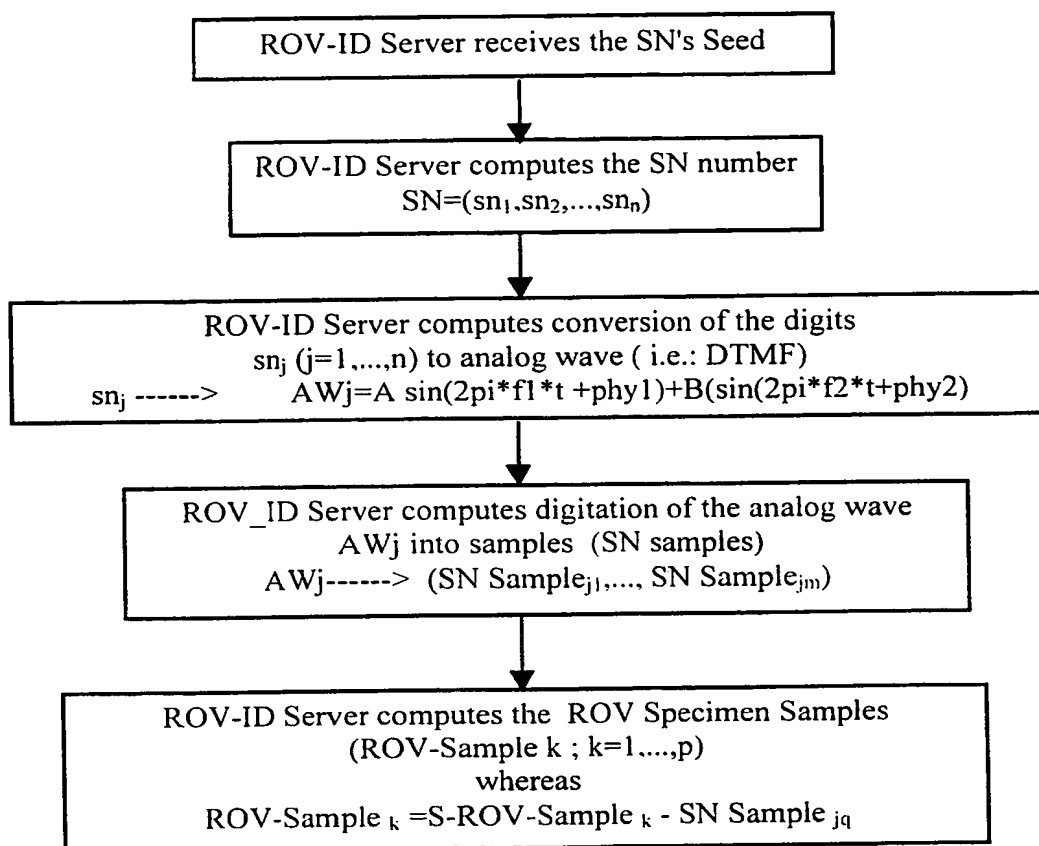 ROV-ID Server receives the SN's Seed
ROV-ID Server computes the SN number
SN=(sn₁,sn₂,...,snₙ)
ROV-ID Server computes conversion of the digits
snⱼ (j=1,...,n) to analog wave ( i.e.: DTMF)
snⱼ ------> AWj=A sin(2pi*f1*t +phy1)+B(sin(2pi*f2*t+phy2)
ROV_ID Server computes digitation of the analog wave
AWj into samples (SN samples)
AWj------> (SN Sampleⱼ₁,..., SN Sampleⱼₘ)
ROV-ID Server computes the ROV Specimen Samples
(ROV-Sample k ; k=1,...,p)
whereas
ROV-Sample ₖ =S-ROV-Sample ₖ - SN Sample jq